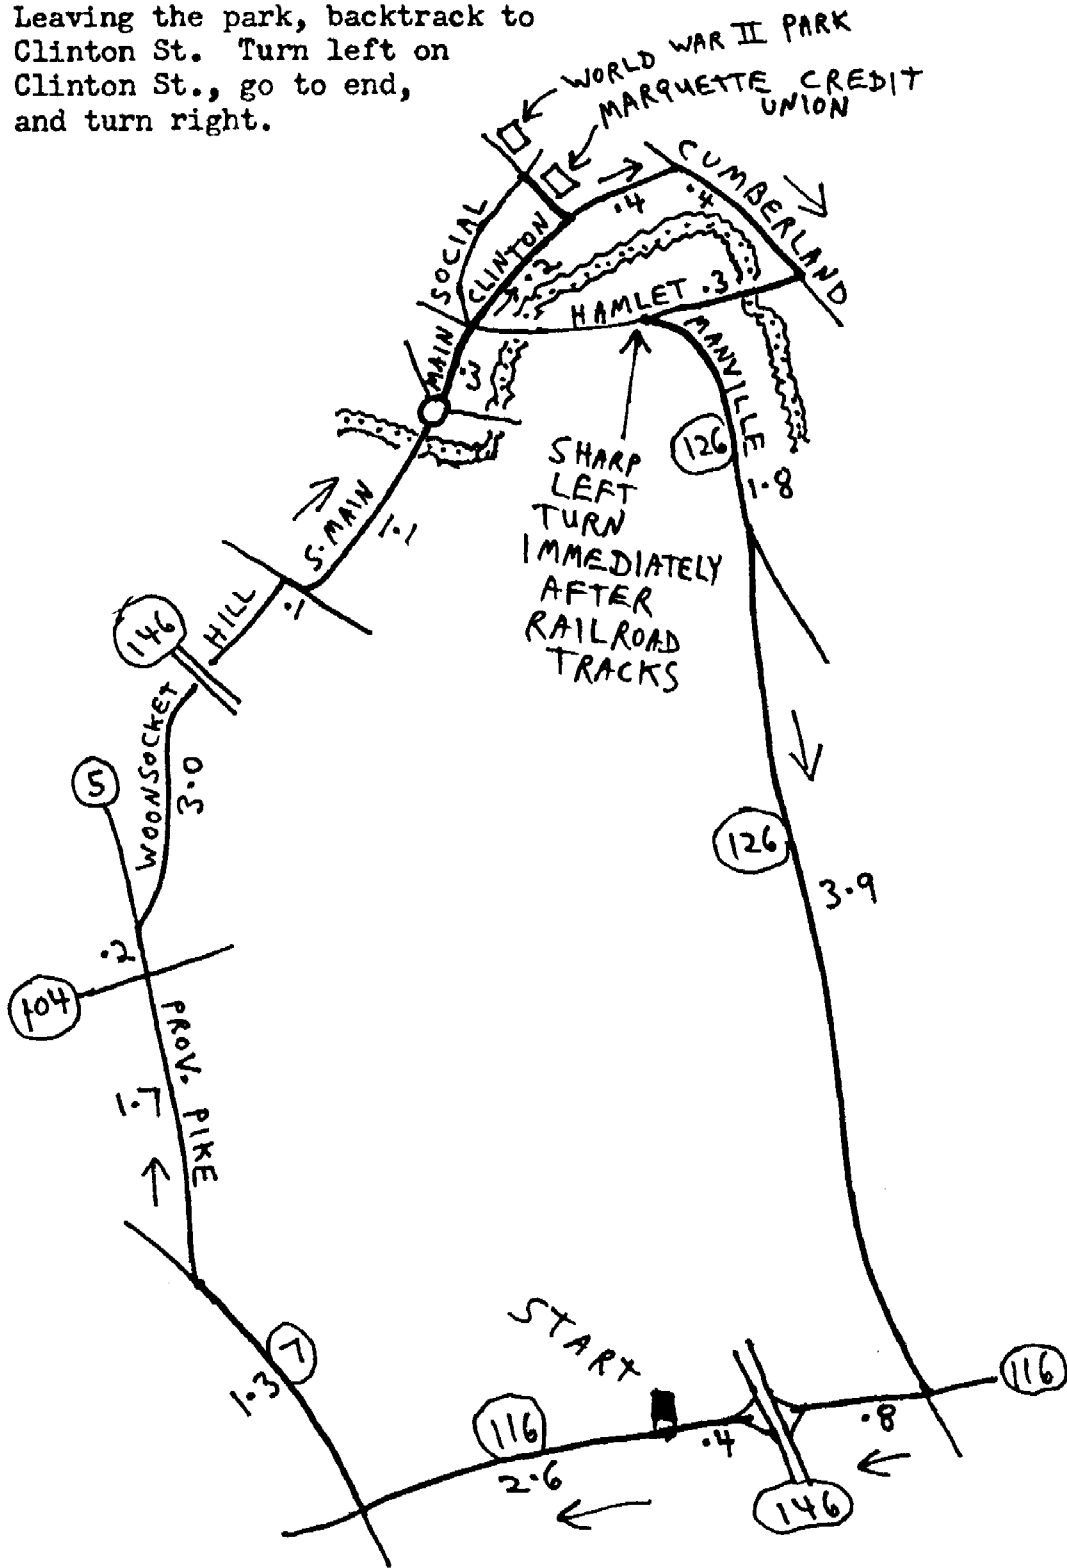 Leaving the park, backtrack to
Clinton St. Turn left on
Clinton St., go to end,
and turn right.
WORLD WAR II PARK
MARQUETTE CREDIT
UNION
CUMBERLAND
.4
.4
SOCIAL
CLINTON
.2
HAMLET .3
MAIN
.3
MANVILLE
126
1.8
SHARP
LEFT
TURN
IMMEDIATELY
AFTER
RAILROAD
TRACKS
S. MAIN
1.1
.1
HILL
146
WOONSOCKET
3.0
5
126
3.9
.2
104
PROV. PIKE
1.7
START
7
1.3
116
116
.8
.4
2.6
146